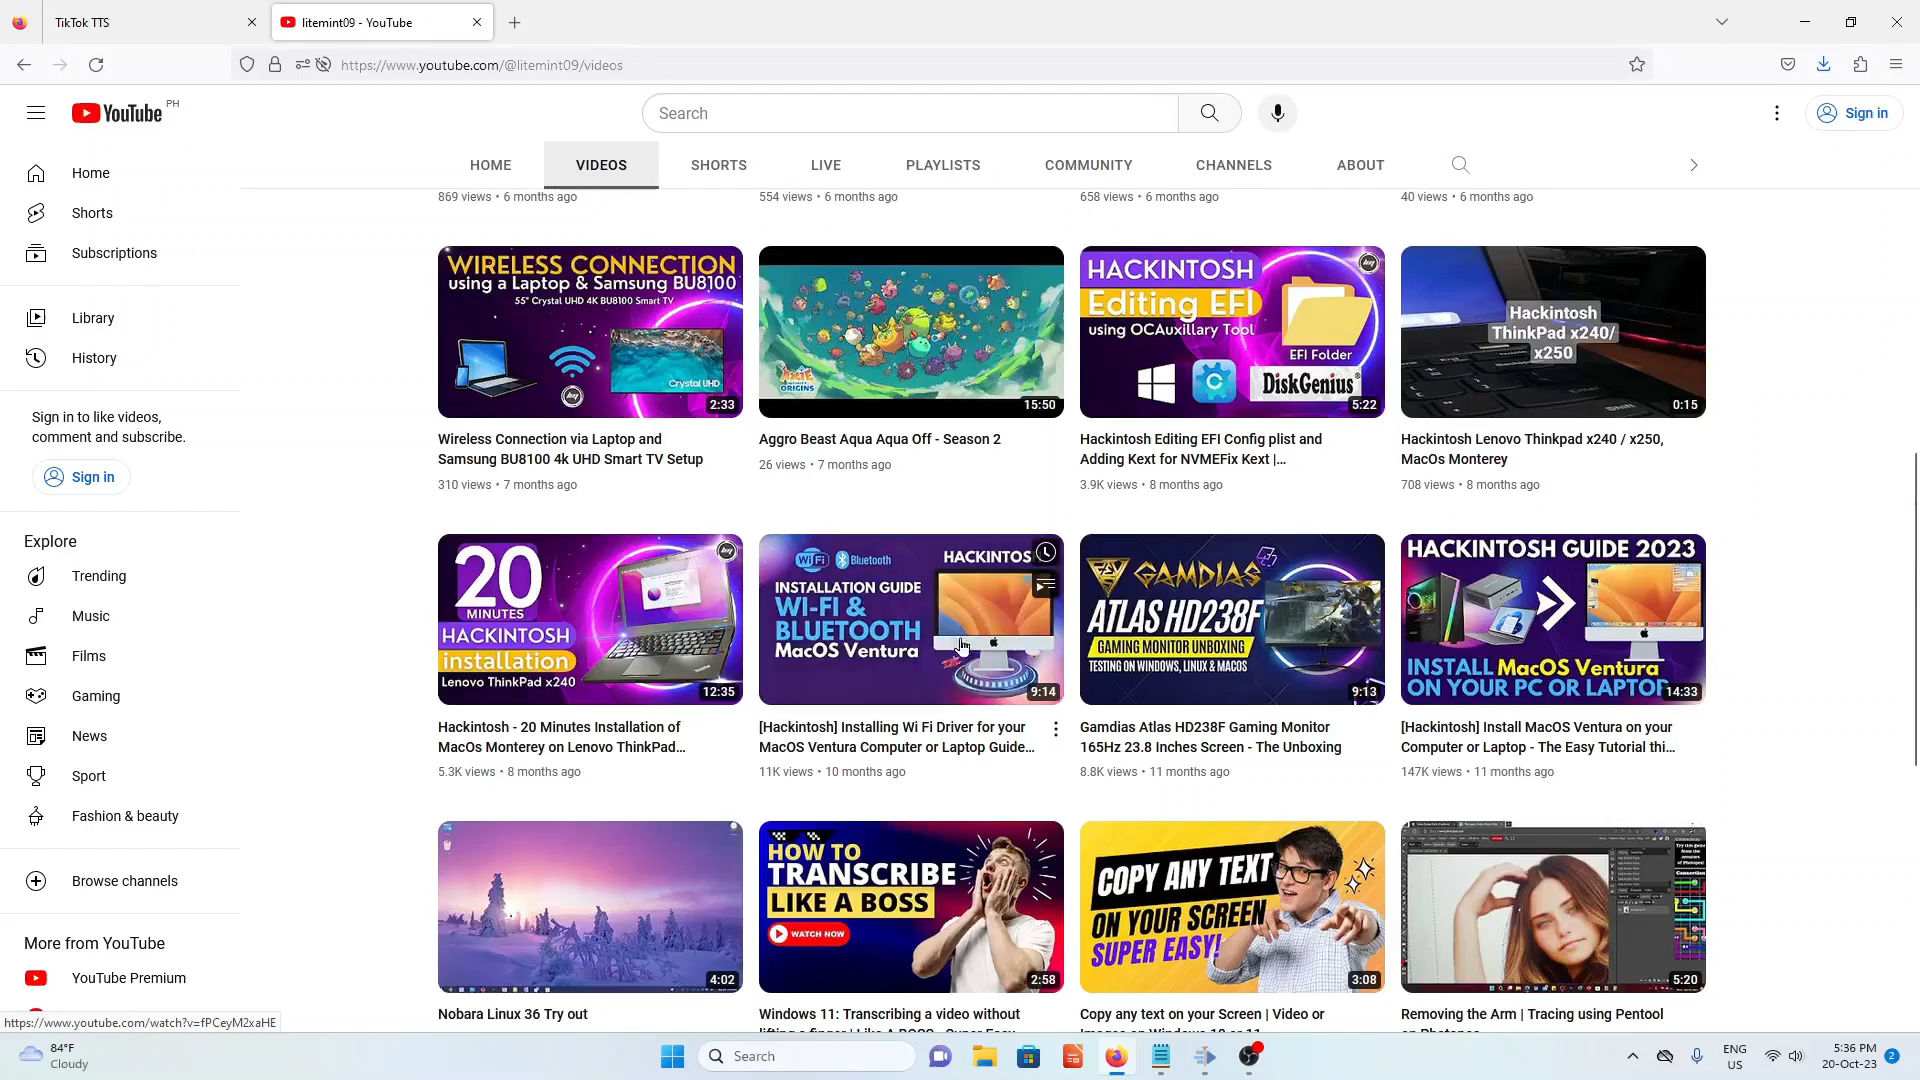 TikTok TTS
litemint09 - YouTube
https://www.youtube.com/@litemint09/videos
YouTube PH
Search
Sign in
HOME
VIDEOS
SHORTS
LIVE
PLAYLISTS
COMMUNITY
CHANNELS
ABOUT
Home
Shorts
Subscriptions
Library
History
Sign in to like videos,
comment and subscribe.
Sign in
Explore
Trending
Music
Films
Gaming
News
Sport
Fashion & beauty
Browse channels
More from YouTube
YouTube Premium
https://www.youtube.com/watch?v=fPCeyM2xaHE
869 views • 6 months ago
554 views • 6 months ago
658 views • 6 months ago
40 views • 6 months ago
WIRELESS CONNECTION
using a Laptop & Samsung BU8100
55" Crystal UHD 4K BU8100 Smart TV
Crystal UHD
2:33
Wireless Connection via Laptop and
Samsung BU8100 4k UHD Smart TV Setup
310 views • 7 months ago
AXIE
INFINITY
ORIGINS
15:50
Aggro Beast Aqua Aqua Off - Season 2
26 views • 7 months ago
HACKINTOSH
Editing EFI
using OCAuxillary Tool
EFI Folder
DiskGenius
5:22
Hackintosh Editing EFI Config plist and
Adding Kext for NVMEFix Kext |...
3.9K views • 8 months ago
Hackintosh
ThinkPad x240/
x250
0:15
Hackintosh Lenovo Thinkpad x240 / x250,
MacOs Monterey
708 views • 8 months ago
20
MINUTES
HACKINTOSH
installation
Lenovo ThinkPad x240
12:35
Hackintosh - 20 Minutes Installation of
MacOs Monterey on Lenovo ThinkPad...
5.3K views • 8 months ago
WiFi Bluetooth HACKINTOS
INSTALLATION GUIDE
WI-FI &
BLUETOOTH
MacOS Ventura
9:14
[Hackintosh] Installing Wi Fi Driver for your
MacOS Ventura Computer or Laptop Guide...
11K views • 10 months ago
GAMDIAS
ATLAS HD238F
GAMING MONITOR UNBOXING
TESTING ON WINDOWS, LINUX & MACOS
9:13
Gamdias Atlas HD238F Gaming Monitor
165Hz 23.8 Inches Screen - The Unboxing
8.8K views • 11 months ago
HACKINTOSH GUIDE 2023
INSTALL MacOS Ventura
ON YOUR PC OR LAPTOP
14:33
[Hackintosh] Install MacOS Ventura on your
Computer or Laptop - The Easy Tutorial thi...
147K views • 11 months ago
4:02
Nobara Linux 36 Try out
HOW TO
TRANSCRIBE
LIKE A BOSS
WATCH NOW
2:58
Windows 11: Transcribing a video without
lifting a finger | Like A BOSS - Super Easy
COPY ANY TEXT
ON YOUR SCREEN
SUPER EASY!
3:08
Copy any text on your Screen | Video or
Images on Windows 10 or 11
5:20
Removing the Arm | Tracing using Pentool
on Photopea
84°F
Cloudy
Search
ENG
US
5:36 PM
20-Oct-23
2